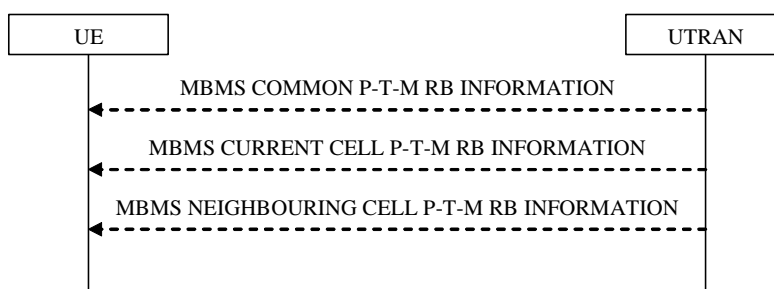 UE
UTRAN
MBMS COMMON P-T-M RB INFORMATION
MBMS CURRENT CELL P-T-M RB INFORMATION
MBMS NEIGHBOURING CELL P-T-M RB INFORMATION